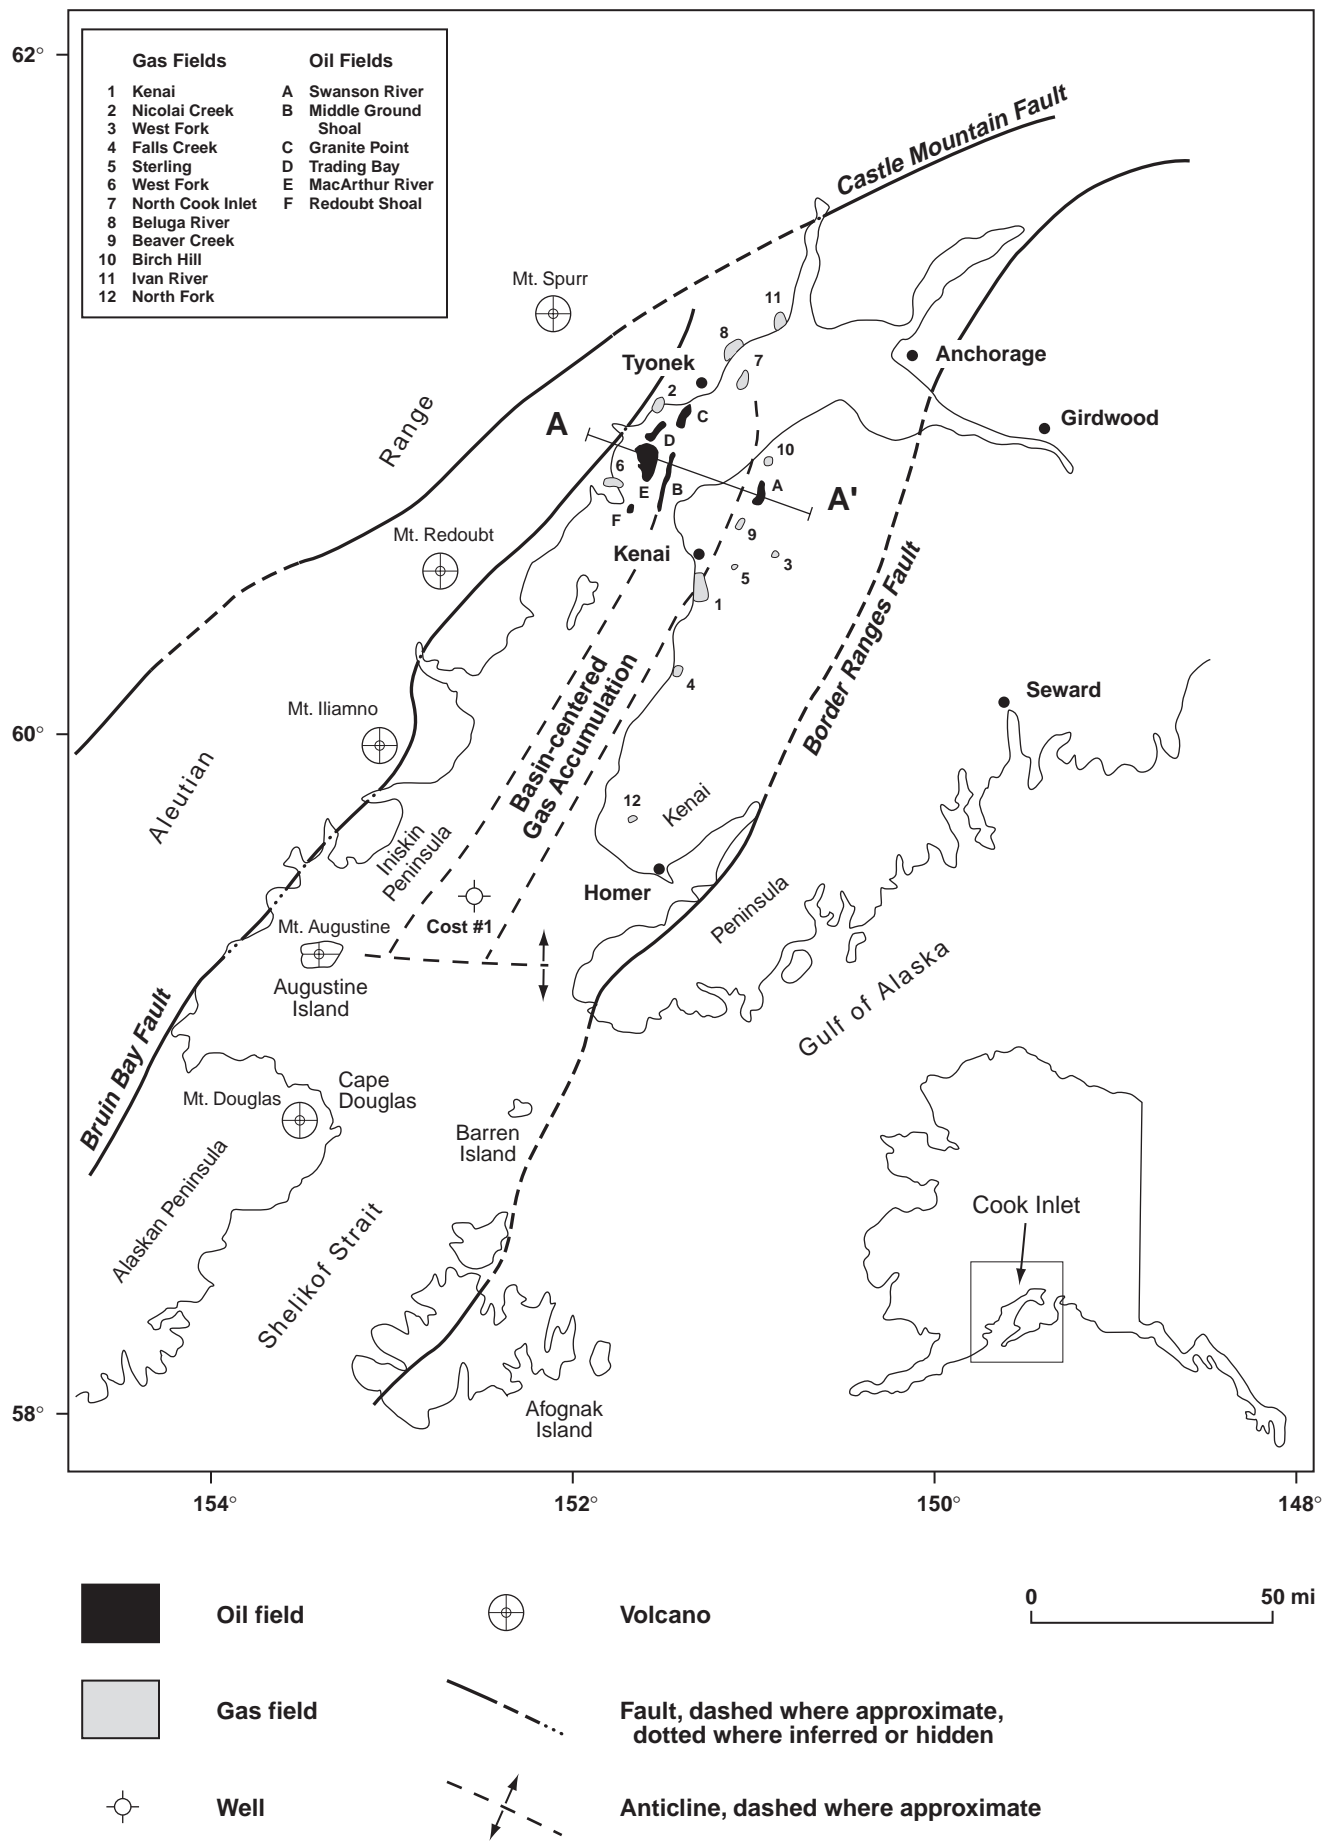 62°
Gas Fields
Oil Fields
1 Kenai
2 Nicolai Creek
3 West Fork
4 Falls Creek
5 Sterling
6 West Fork
7 North Cook Inlet
8 Beluga River
9 Beaver Creek
10 Birch Hill
11 Ivan River
12 North Fork
A Swanson River
B Middle Ground
Shoal
C Granite Point
D Trading Bay
E MacArthur River
F Redoubt Shoal
Castle Mountain Fault
Mt. Spurr
11
8
7
Tyonek
Anchorage
2
C
Girdwood
Range
A
D
10
6
E
B
A
A'
F
9
Mt. Redoubt
Kenai
3
5
1
Border Ranges Fault
4
Seward
Mt. Iliamno
60°
Basin-centered
Gas Accumulation
Aleutian
12
Kenai
Iniskin
Peninsula
Homer
Peninsula
Cost #1
Mt. Augustine
Augustine
Island
Gulf of Alaska
Bruin Bay Fault
Cape
Douglas
Mt. Douglas
Barren
Island
Alaskan Peninsula
Shelikof Strait
Cook Inlet
Afognak
Island
58°
154°
152°
150°
148°
Oil field
Volcano
0
50 mi
Gas field
Fault, dashed where approximate,
dotted where inferred or hidden
Well
Anticline, dashed where approximate